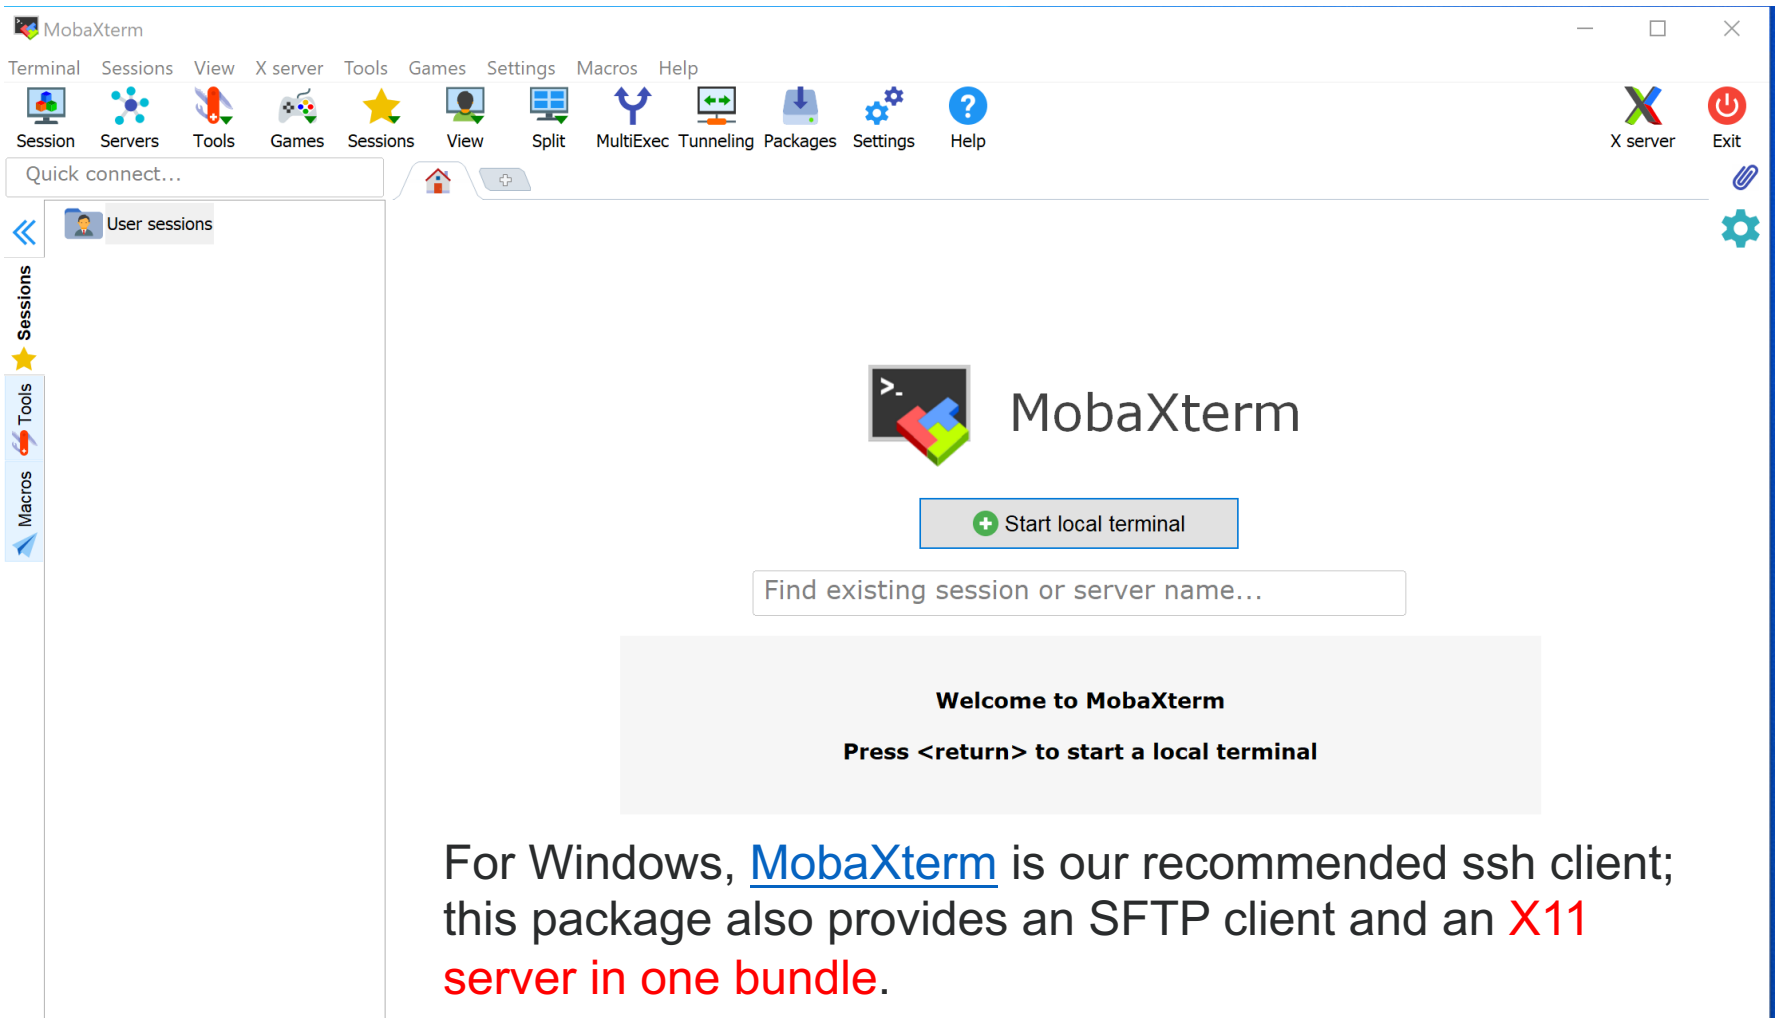 MobaXterm
Terminal Sessions View X server Tools Games Settings Macros Help
Session Servers Tools Games Sessions View Split MultiExec Tunneling Packages Settings Help X server Exit
Quick connect...
User sessions
Sessions
Tools
Macros
>_
MobaXterm
Start local terminal
Find existing session or server name...
Welcome to MobaXterm
Press <return> to start a local terminal
For Windows, MobaXterm is our recommended ssh client;
this package also provides an SFTP client and an X11
server in one bundle.